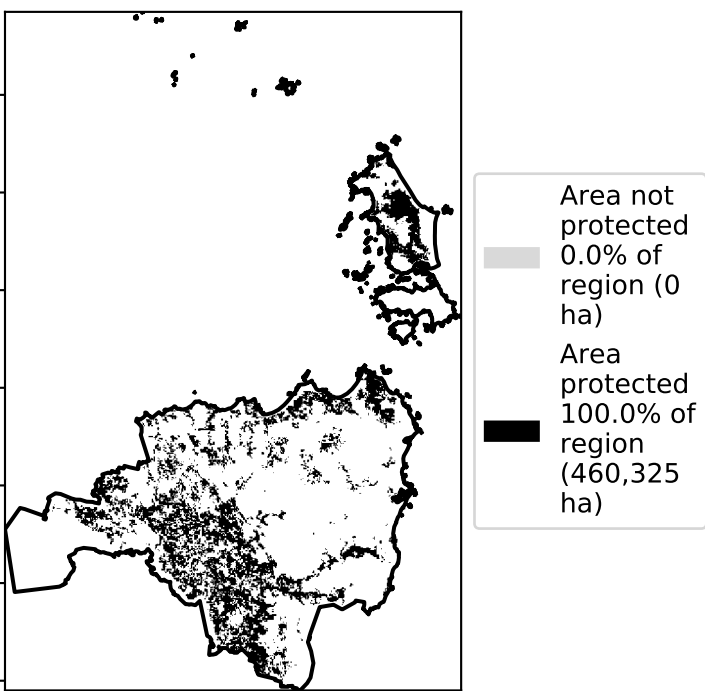 Area not
protected
0.0% of
region (0
ha)
Area
protected
100.0% of
region
(460,325
ha)